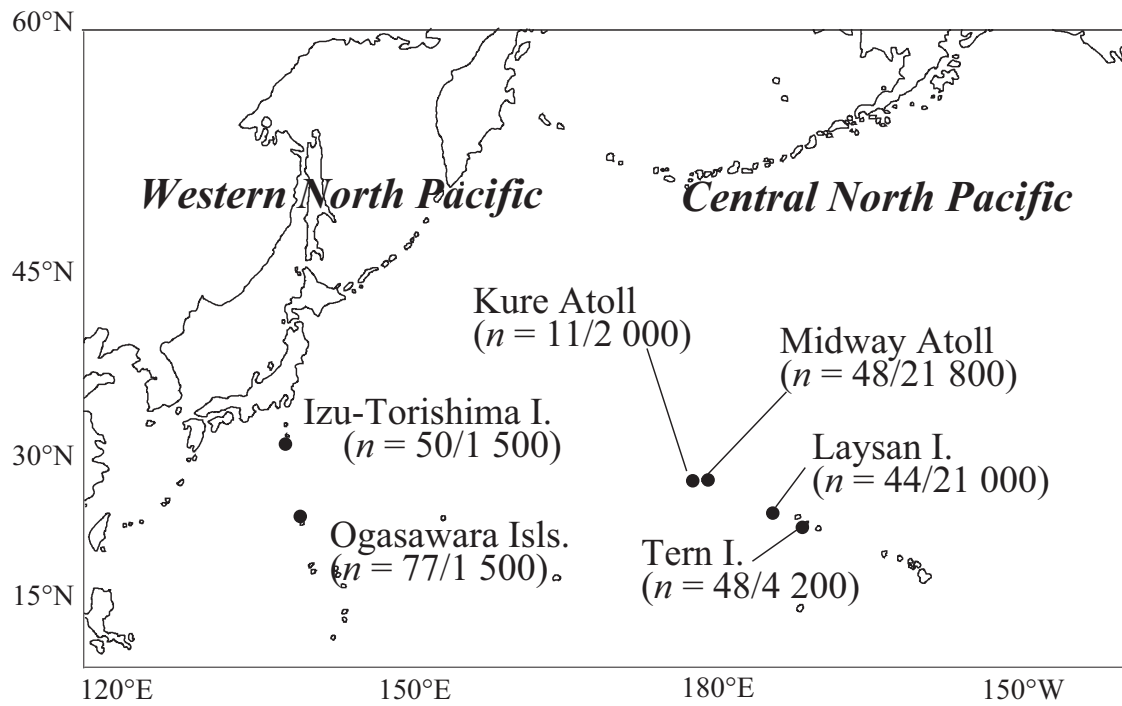 60°N
Western North Pacific
Central North Pacific
45°N
Kure Atoll
(n = 11/2 000)
Midway Atoll
(n = 48/21 800)
Izu-Torishima I.
(n = 50/1 500)
30°N
Laysan I.
(n = 44/21 000)
Ogasawara Isls.
(n = 77/1 500)
Tern I.
(n = 48/4 200)
15°N
120°E
150°E
180°E
150°W